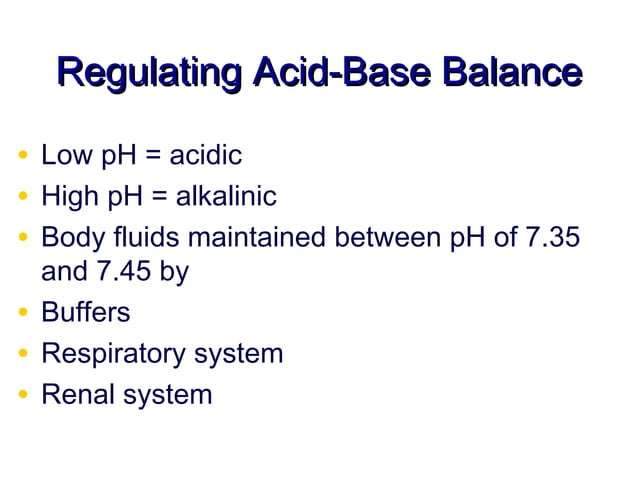 Regulating Acid-Base Balance
• Low pH = acidic
• High pH = alkalinic
• Body fluids maintained between pH of 7.35
and 7.45 by
• Buffers
• Respiratory system
• Renal system